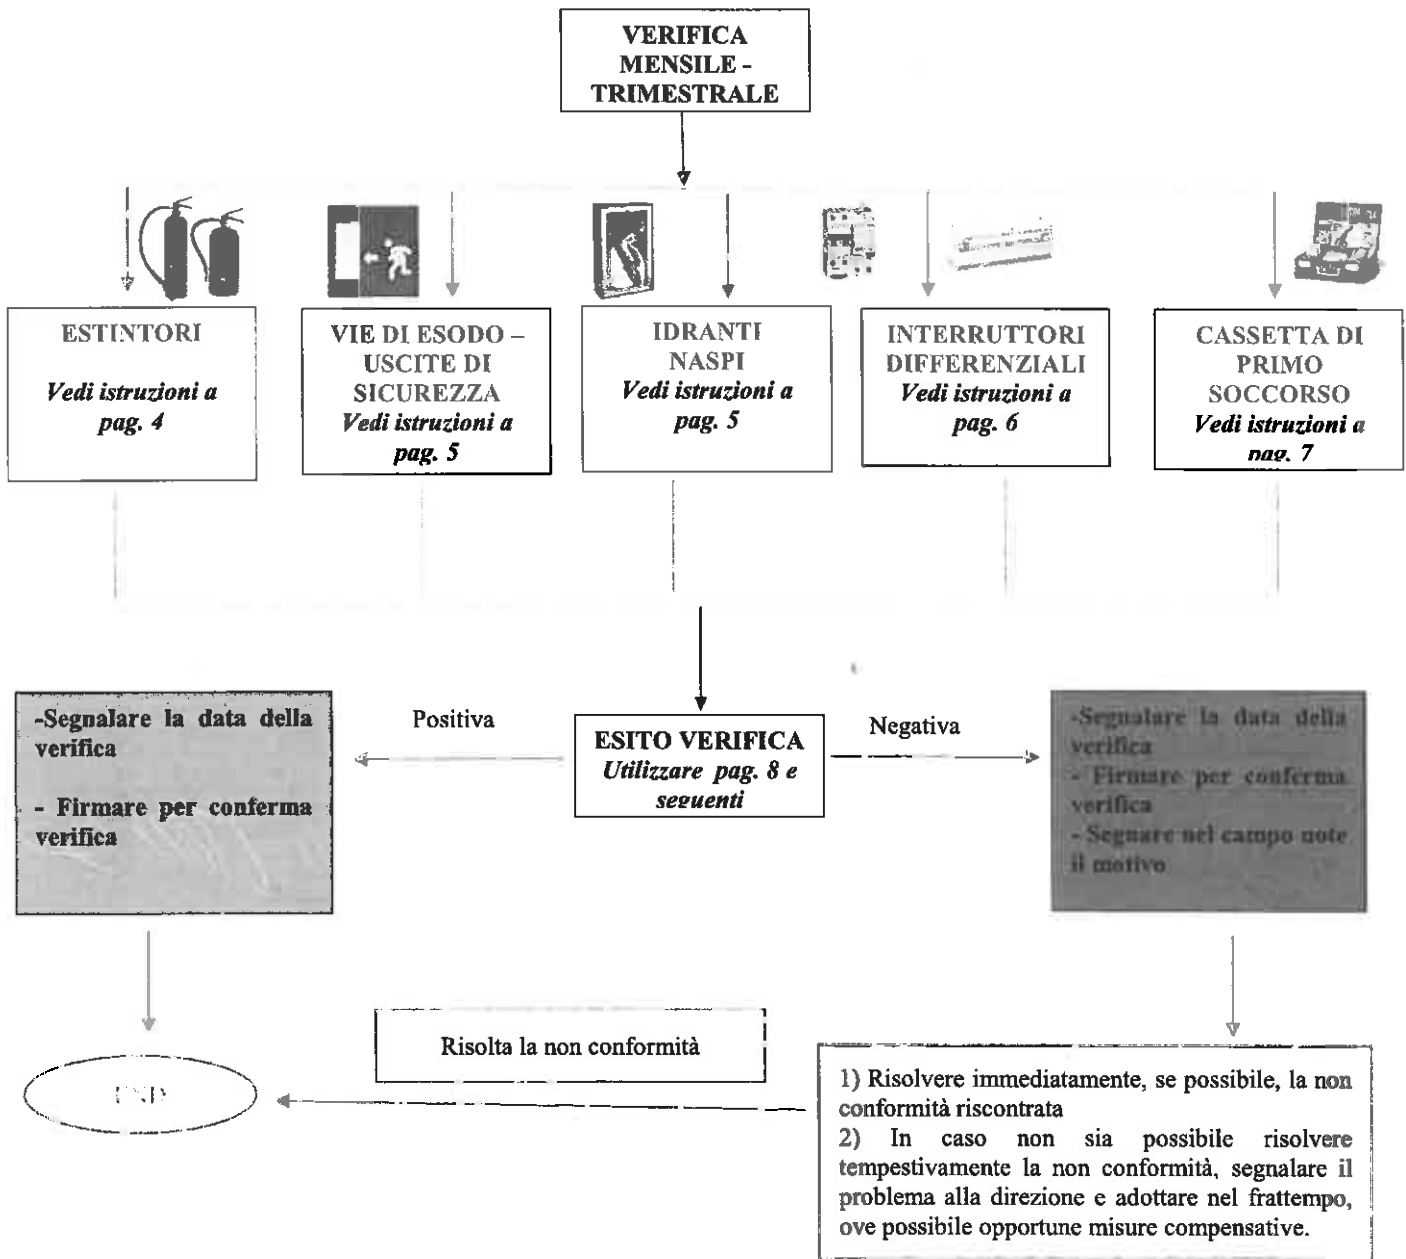 VERIFICA
MENSILE -
TRIMESTRALE
ESTINTORI
Vedi istruzioni a
pag. 4
VIE DI ESODO –
USCITE DI
SICUREZZA
Vedi istruzioni a
pag. 5
IDRANTI
NASPI
Vedi istruzioni a
pag. 5
INTERRUTTORI
DIFFERENZIALI
Vedi istruzioni a
pag. 6
CASSETTA DI
PRIMO
SOCCORSO
Vedi istruzioni a
pag. 7
-Segnalare la data della
verifica
- Firmare per conferma
verifica
Positiva
ESITO VERIFICA
Utilizzare pag. 8 e
seguenti
Negativa
-Segnalare la data della
verifica
- Firmare per conferma
verifica
- Segnare nel campo note
il motivo
END
Risolta la non conformità
1) Risolvere immediatamente, se possibile, la non
conformità riscontrata
2) In caso non sia possibile risolvere
tempestivamente la non conformità, segnalare il
problema alla direzione e adottare nel frattempo,
ove possibile opportune misure compensative.